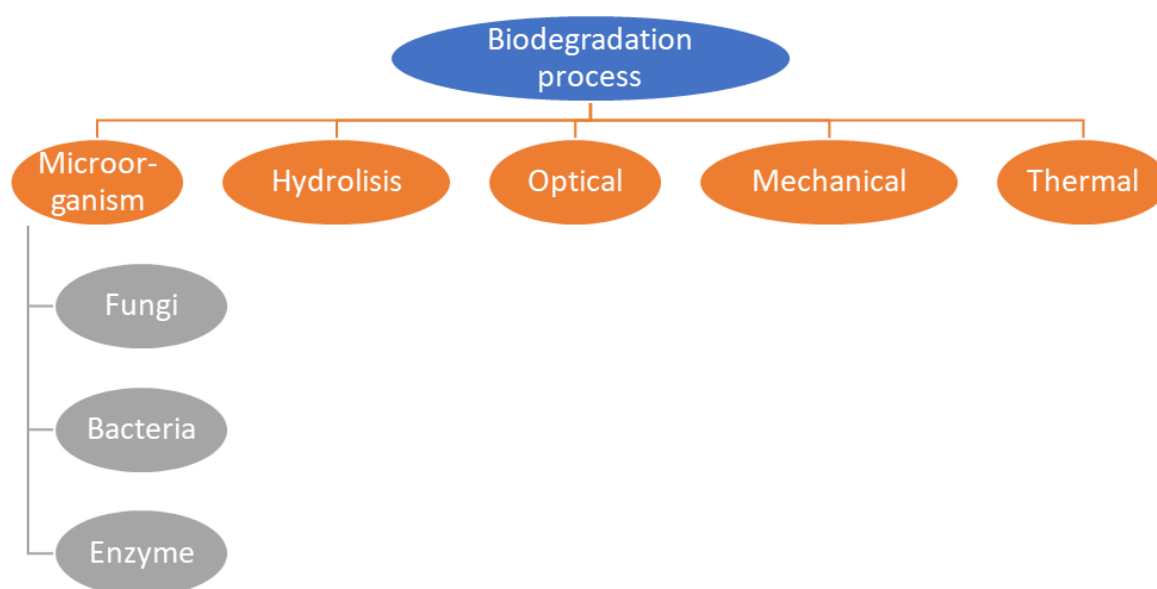 Biodegradation
process
Microor-
ganism
Hydrolisis
Optical
Mechanical
Thermal
Fungi
Bacteria
Enzyme